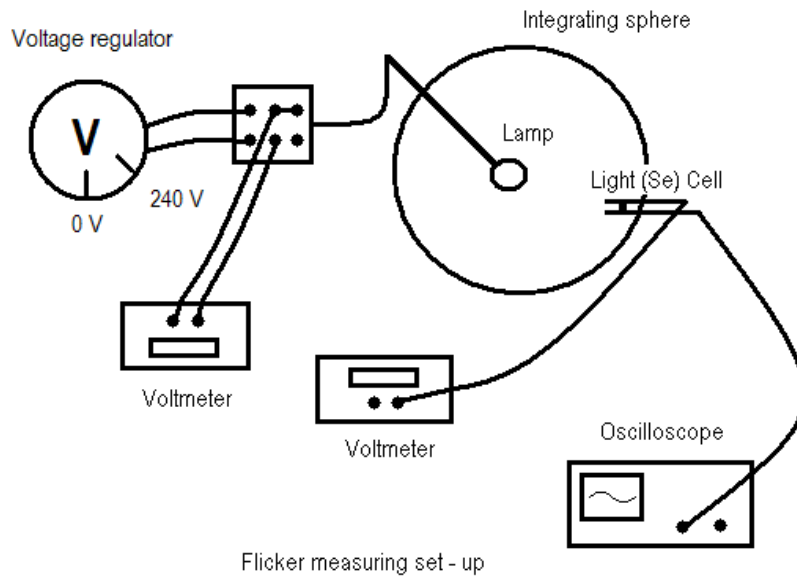 Integrating sphere
Voltage regulator
V
Lamp
Light (Se) Cell
240 V
0 V
Voltmeter
Voltmeter
Oscilloscope
Flicker measuring set - up